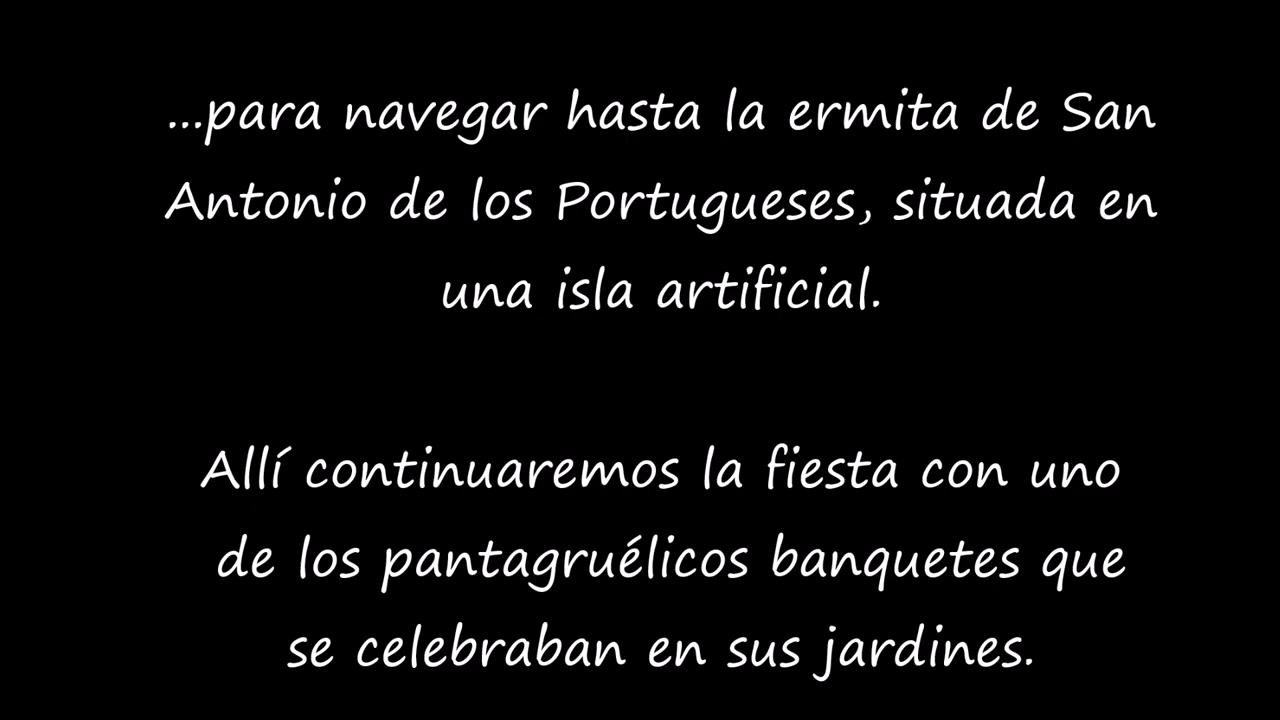 ...para navegar hasta la ermita de San
Antonio de los Portugueses, situada en
una isla artificial.
Allí continuaremos la fiesta con uno
de los pantagruélicos banquetes que
se celebraban en sus jardines.